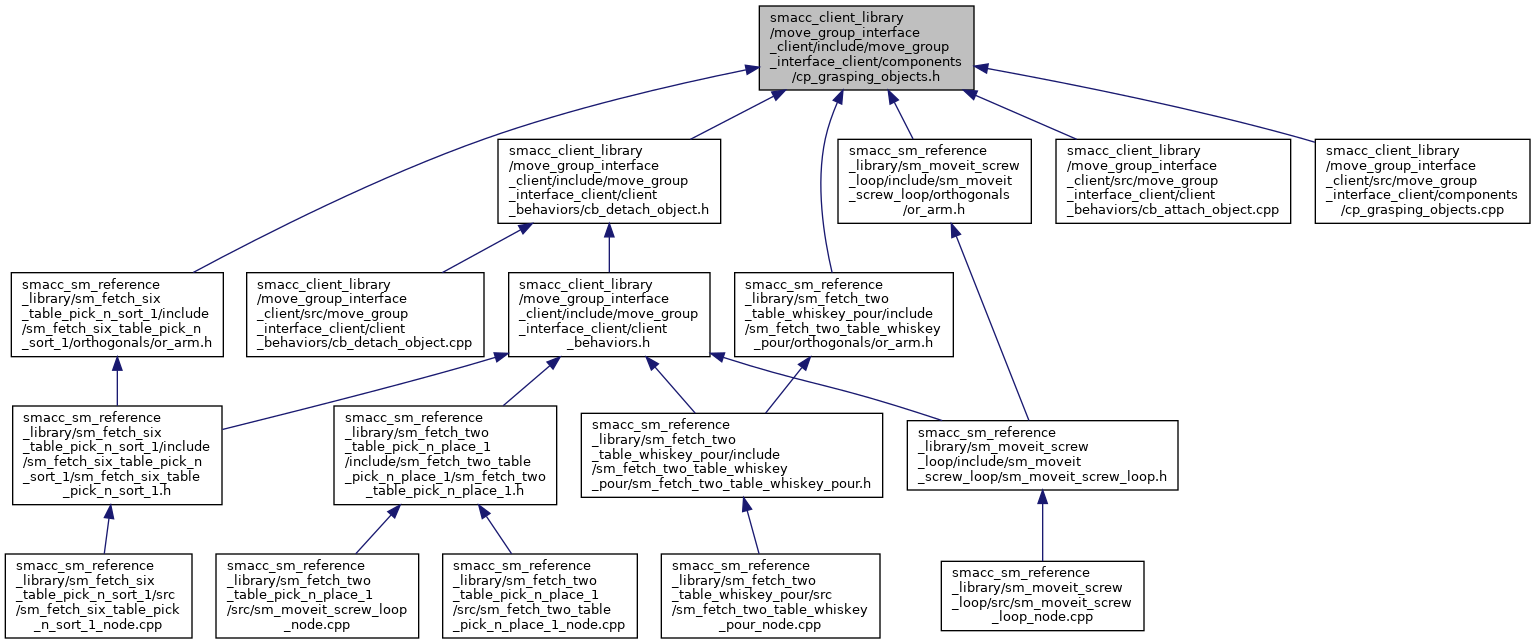 smacc_client_library
/move_group_interface
_client/include/move_group
_interface_client/components
/cp_grasping_objects.h
smacc_client_library
/move_group_interface
_client/include/move_group
_interface_client/client
_behaviors/cb_detach_object.h
smacc_sm_reference
_library/sm_moveit_screw
_loop/include/sm_moveit
_screw_loop/orthogonals
/or_arm.h
smacc_client_library
/move_group_interface
_client/src/move_group
_interface_client/client
_behaviors/cb_attach_object.cpp
smacc_client_library
/move_group_interface
_client/src/move_group
_interface_client/components
/cp_grasping_objects.cpp
smacc_sm_reference
_library/sm_fetch_six
_table_pick_n_sort_1/include
/sm_fetch_six_table_pick_n
_sort_1/orthogonals/or_arm.h
smacc_client_library
/move_group_interface
_client/src/move_group
_interface_client/client
_behaviors/cb_detach_object.cpp
smacc_client_library
/move_group_interface
_client/include/move_group
_interface_client/client
_behaviors.h
smacc_sm_reference
_library/sm_fetch_two
_table_whiskey_pour/include
/sm_fetch_two_table_whiskey
_pour/orthogonals/or_arm.h
smacc_sm_reference
_library/sm_fetch_six
_table_pick_n_sort_1/include
/sm_fetch_six_table_pick_n
_sort_1/sm_fetch_six_table
_pick_n_sort_1.h
smacc_sm_reference
_library/sm_fetch_two
_table_pick_n_place_1
/include/sm_fetch_two_table
_pick_n_place_1/sm_fetch_two
_table_pick_n_place_1.h
smacc_sm_reference
_library/sm_fetch_two
_table_whiskey_pour/include
/sm_fetch_two_table_whiskey
_pour/sm_fetch_two_table_whiskey_pour.h
smacc_sm_reference
_library/sm_moveit_screw
_loop/include/sm_moveit
_screw_loop/sm_moveit_screw_loop.h
smacc_sm_reference
_library/sm_fetch_six
_table_pick_n_sort_1/src
/sm_fetch_six_table_pick
_n_sort_1_node.cpp
smacc_sm_reference
_library/sm_fetch_two
_table_pick_n_place_1
/src/sm_moveit_screw_loop
_node.cpp
smacc_sm_reference
_library/sm_fetch_two
_table_pick_n_place_1
/src/sm_fetch_two_table
_pick_n_place_1_node.cpp
smacc_sm_reference
_library/sm_fetch_two
_table_whiskey_pour/src
/sm_fetch_two_table_whiskey
_pour_node.cpp
smacc_sm_reference
_library/sm_moveit_screw
_loop/src/sm_moveit_screw
_loop_node.cpp